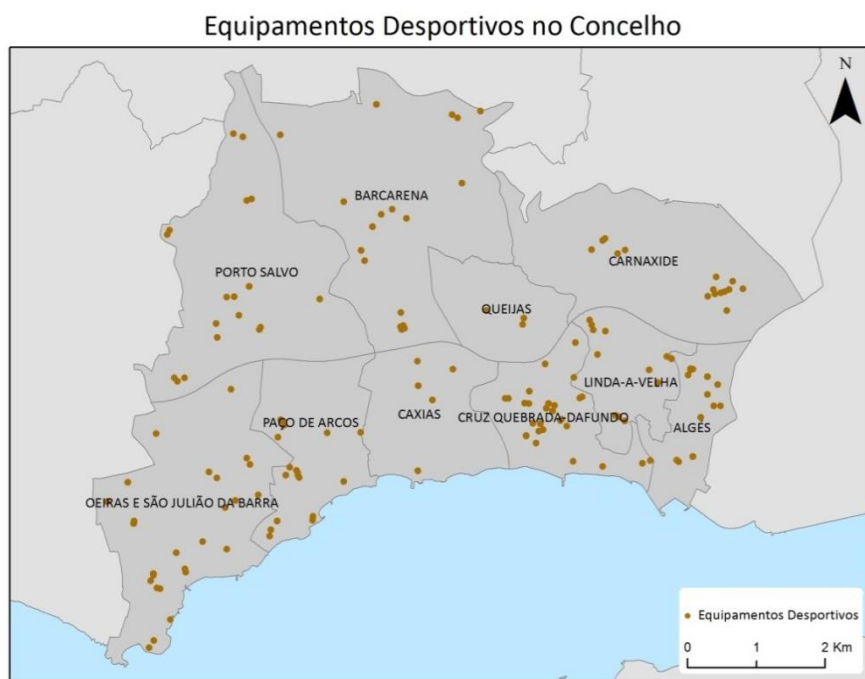 Equipamentos Desportivos no Concelho
N
BARCARENA
CARNAXIDE
PORTO SALVO
QUEIJAS
LINDA-A-VELHA
CAXIAS
CRUZ QUEBRADA-DAFUNDO
PAÇO DE ARCOS
ALGÉS
OEIRAS E SÃO JULIÃO DA BARRA
Equipamentos Desportivos
0 1 2 Km